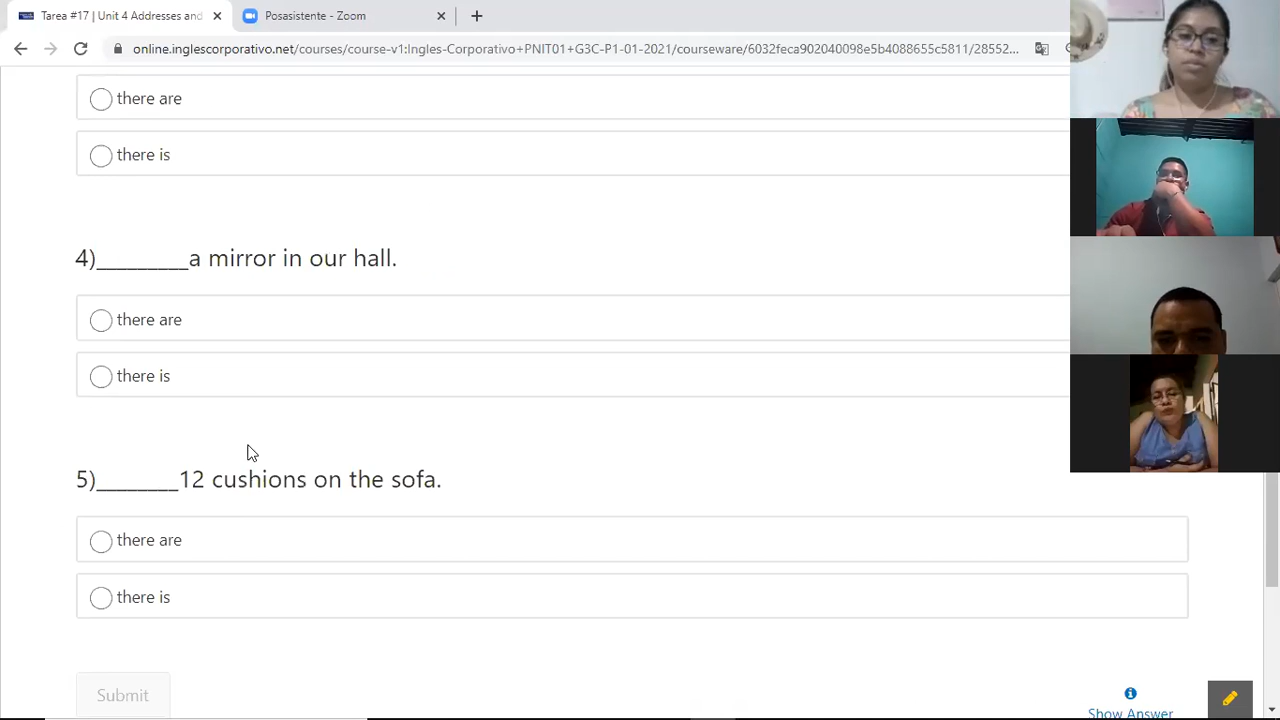 Tarea #17 | Unit 4 Addresses and
Posasistente - Zoom
online.inglescorporativo.net/courses/course-v1:Ingles-Corporativo+PNIT01+G3C-P1-01-2021/courseware/6032feca902040098e5b4088655c5811/28552...
there are
there is
4)_________a mirror in our hall.
there are
there is
5)________12 cushions on the sofa.
there are
there is
Submit
Show Answer